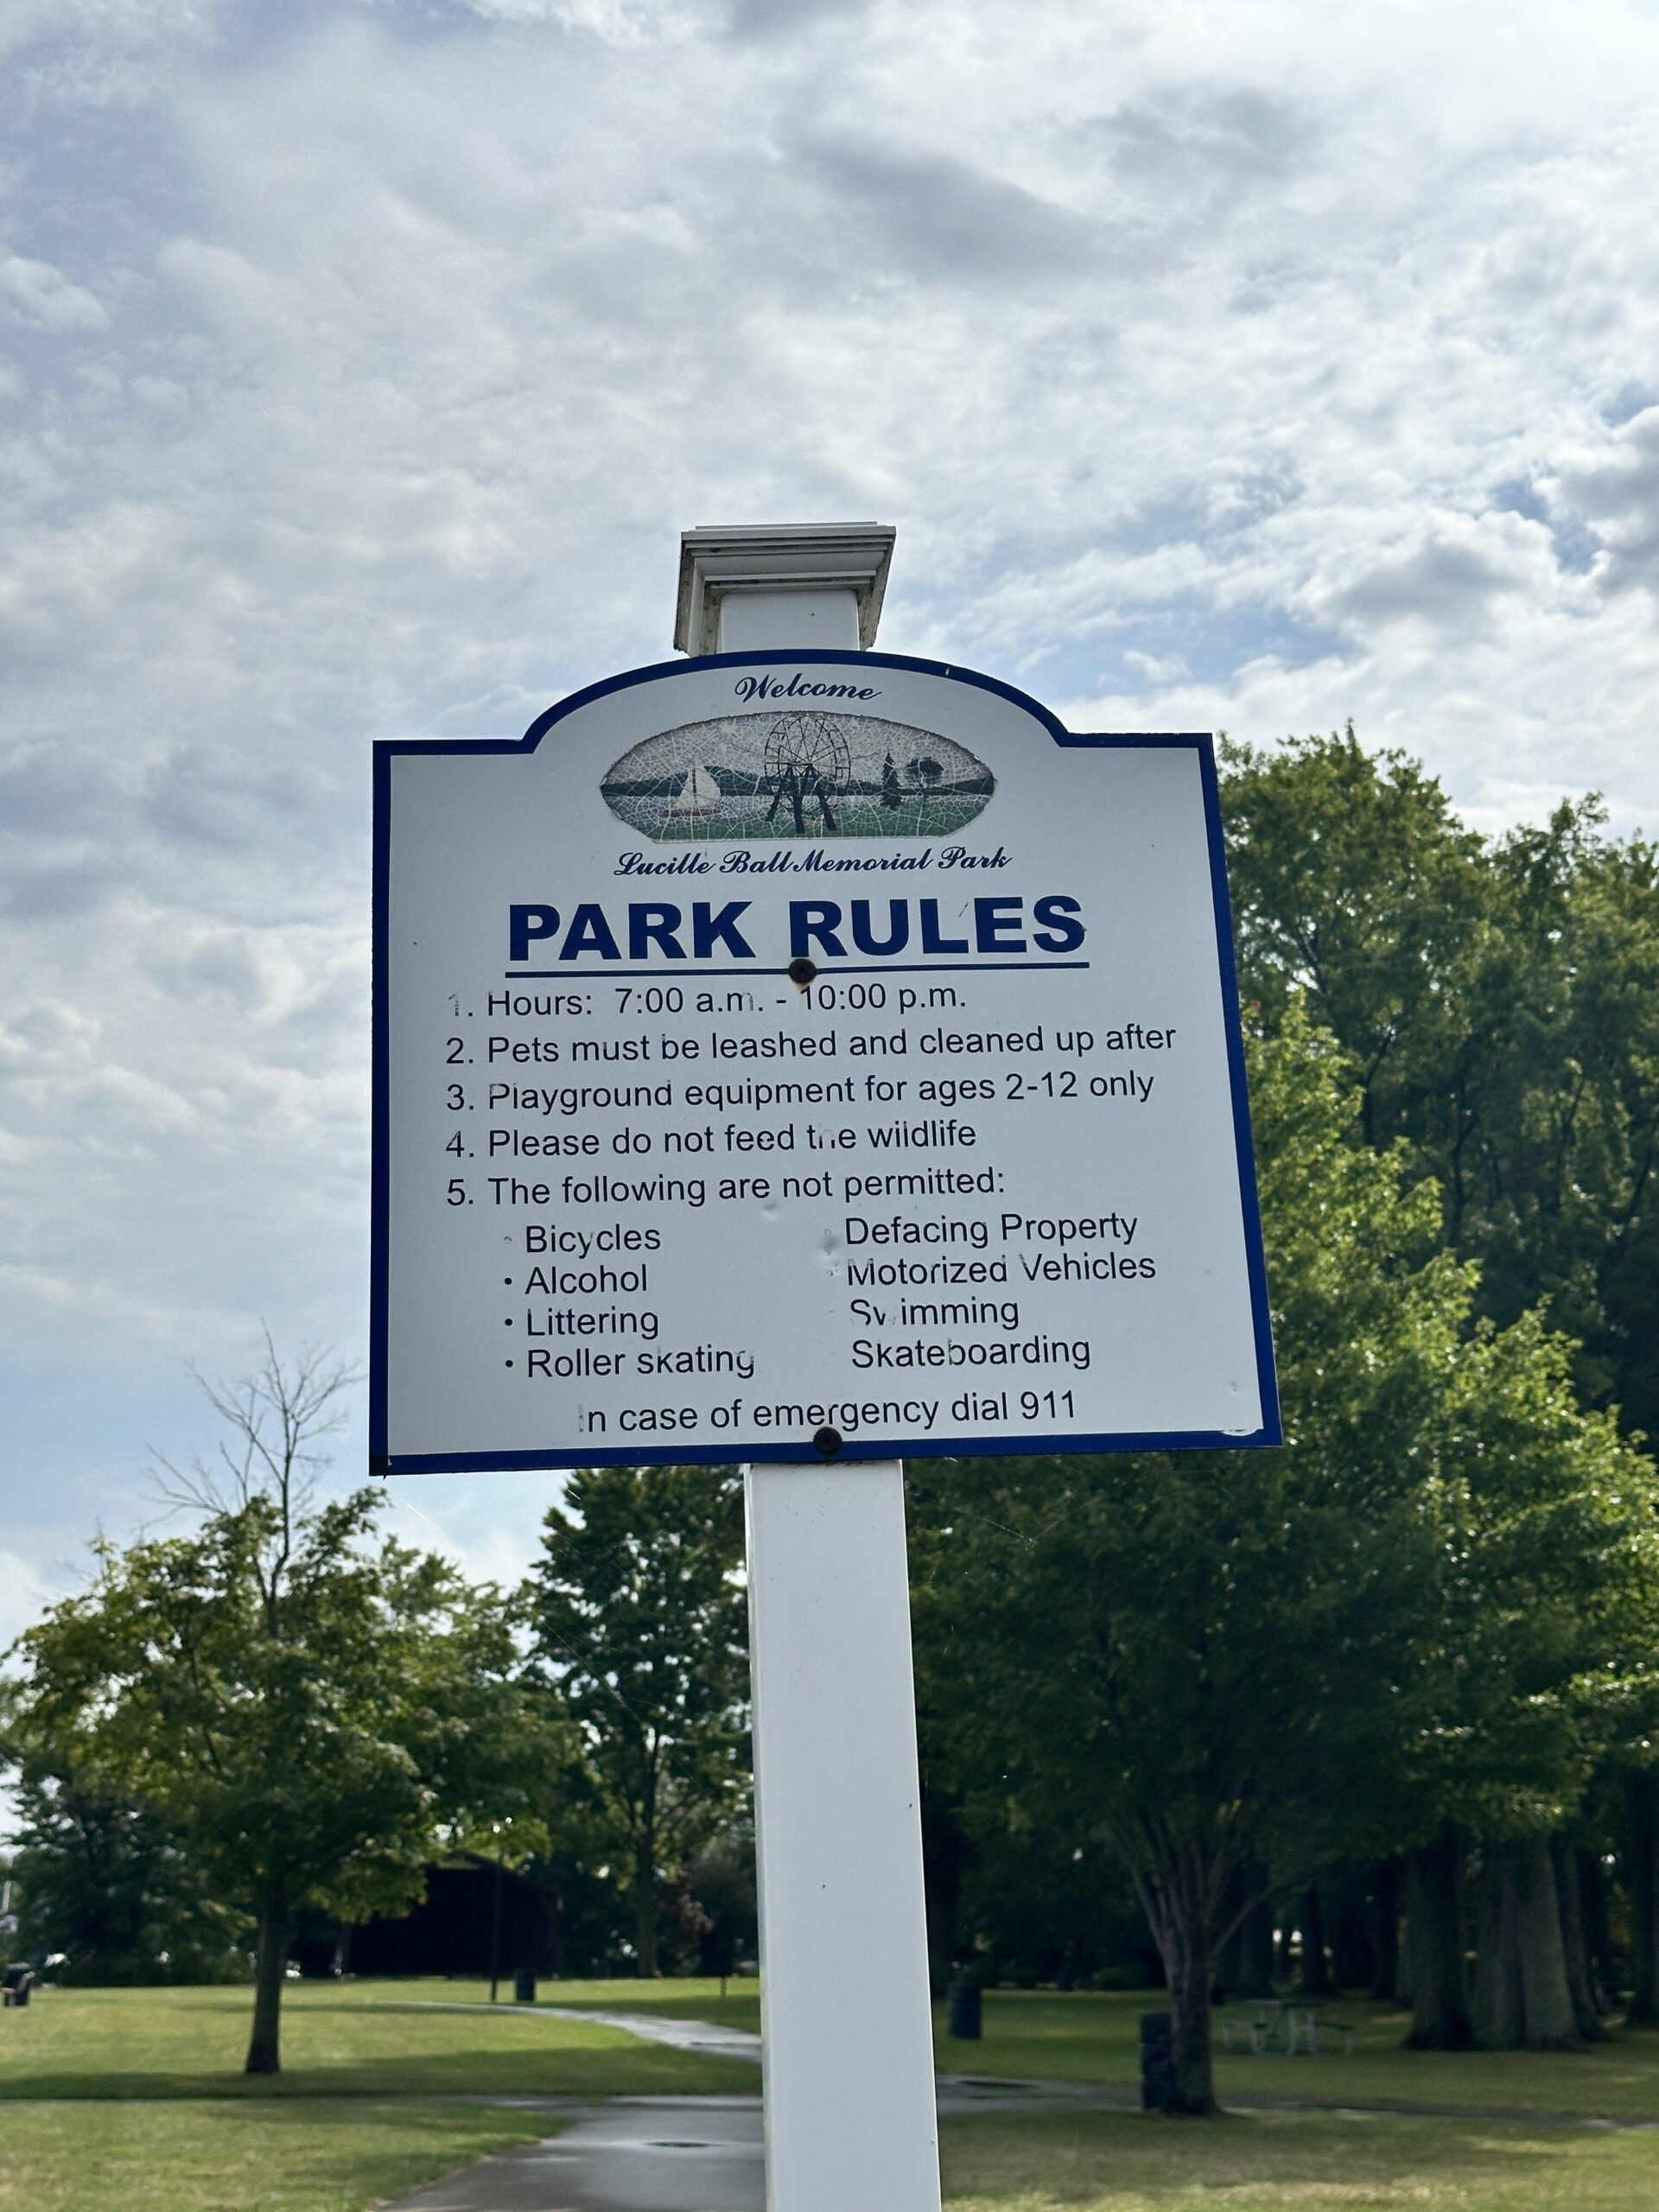 Welcome
Lucille Ball Memorial Park
PARK RULES
1. Hours: 7:00 a.m. - 10:00 p.m.
2. Pets must be leashed and cleaned up after
3. Playground equipment for ages 2-12 only
4. Please do not feed the wildlife
5. The following are not permitted:
· Bicycles
· Alcohol
· Littering
· Roller skating
· Defacing Property
· Motorized Vehicles
Swimming
Skateboarding
In case of emergency dial 911